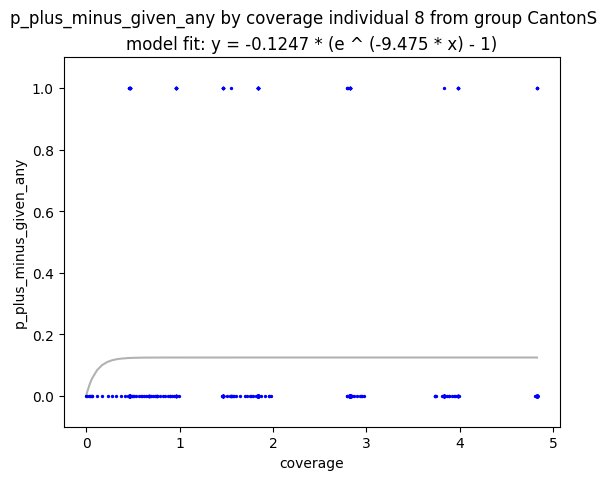 p_plus_minus_given_any by coverage individual 8 from group CantonS
model fit: y = -0.1247 * (e ^ (-9.475 * x) - 1)
1.0
0.8
0.6
0.4
0.2
0.0
p_plus_minus_given_any
0 1 2 3 4 5
coverage